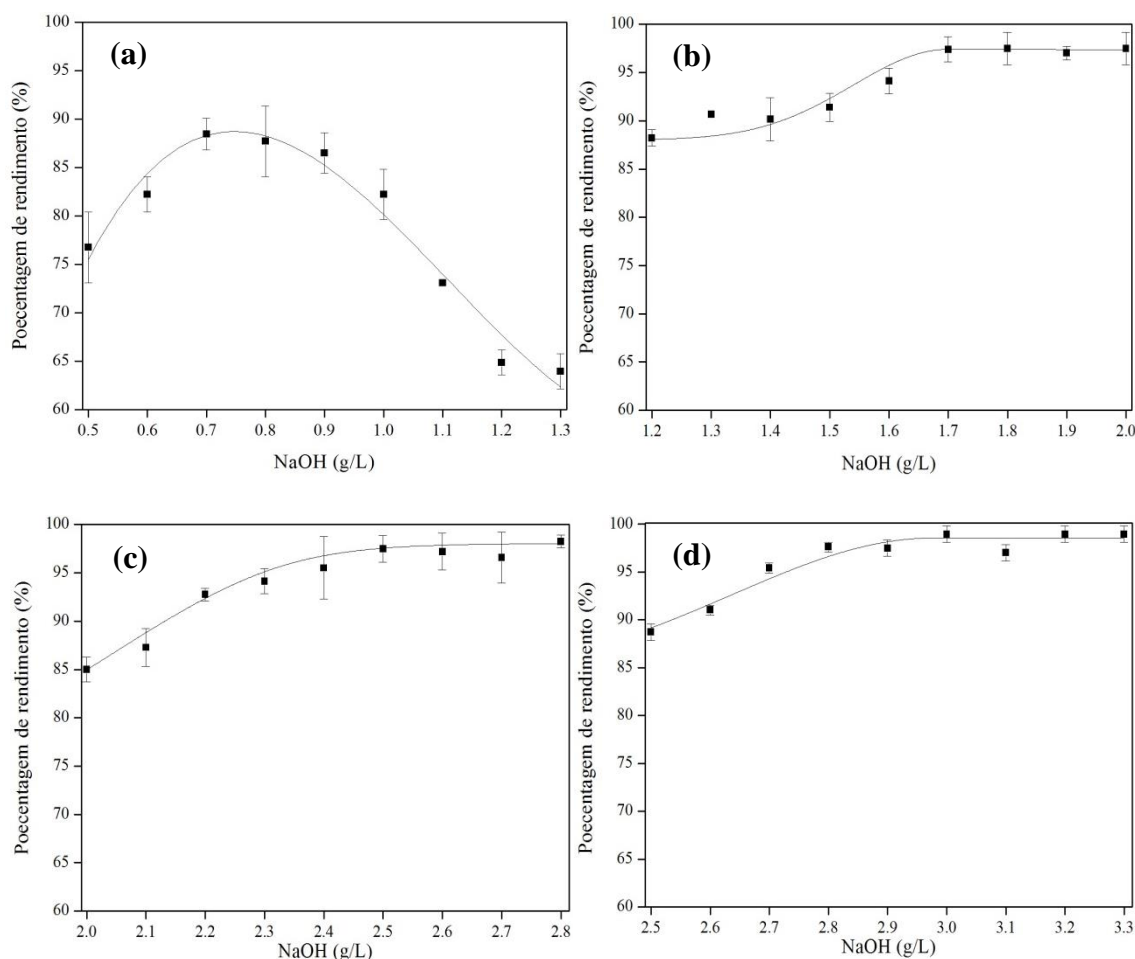 (a)
Poecentagem de rendimento (%)
100
95
90
85
80
75
70
65
60
0.5 0.6 0.7 0.8 0.9 1.0 1.1 1.2 1.3
NaOH (g/L)
(b)
Poecentagem de rendimento (%)
100
95
90
85
80
75
70
65
60
1.2 1.3 1.4 1.5 1.6 1.7 1.8 1.9 2.0
NaOH (g/L)
(c)
Poecentagem de rendimento (%)
100
95
90
85
80
75
70
65
60
2.0 2.1 2.2 2.3 2.4 2.5 2.6 2.7 2.8
NaOH (g/L)
(d)
Poecentagem de rendimento (%)
100
95
90
85
80
75
70
65
60
2.5 2.6 2.7 2.8 2.9 3.0 3.1 3.2 3.3
NaOH (g/L)